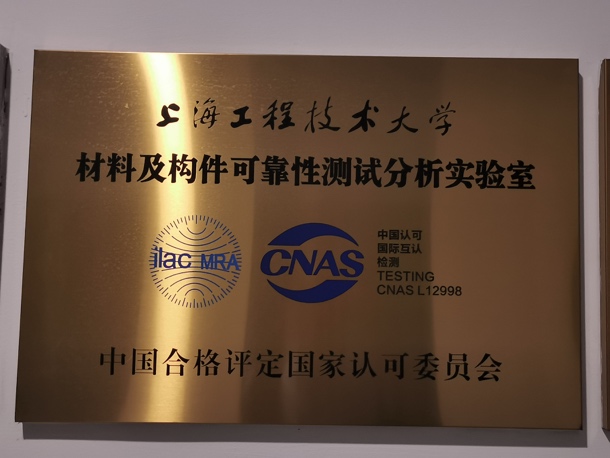 上海工程技术大学
材料及构件可靠性测试分析实验室
ilac MRA
CNAS
中国认可
国际互认
检测
TESTING
CNAS L12998
中国合格评定国家认可委员会